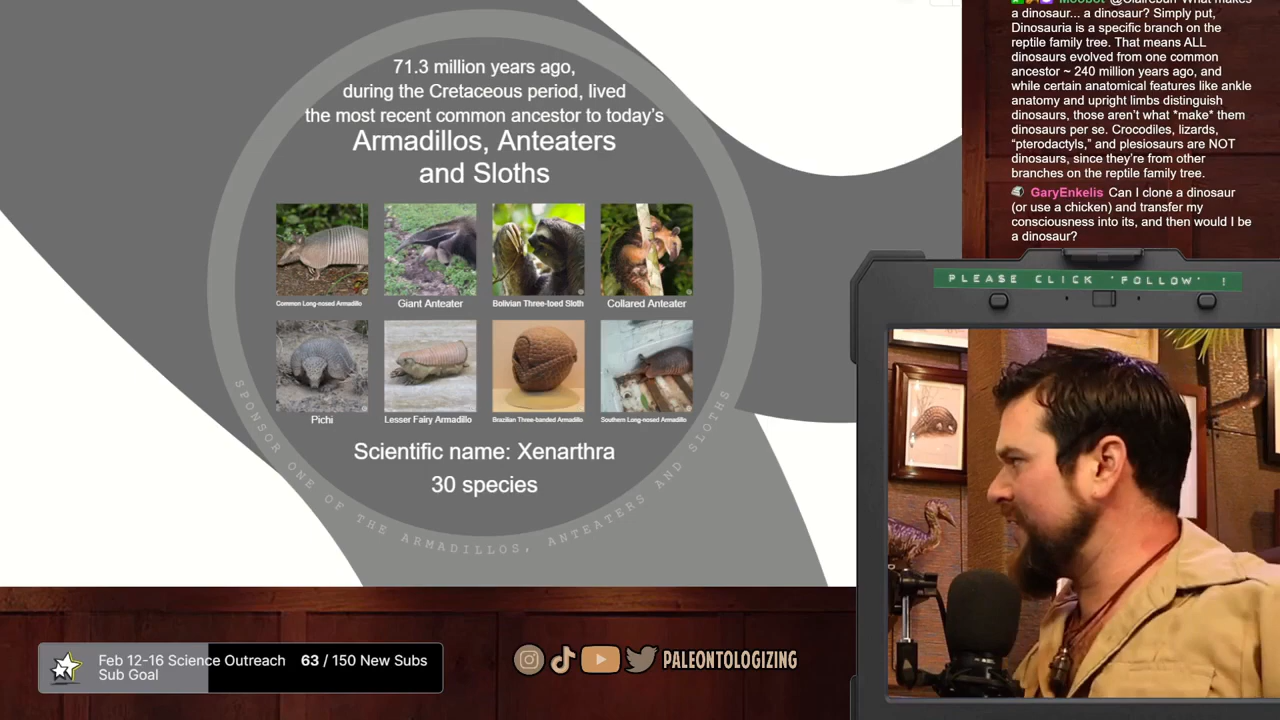 71.3 million years ago,
during the Cretaceous period, lived
the most recent common ancestor to today's
Armadillos, Anteaters
and Sloths
Common Long-nosed Armadillo
Giant Anteater
Bolivian Three-toed Sloth
Collared Anteater
Pichi
Lesser Fairy Armadillo
Brazilian Three-banded Armadillo
Southern Long-nosed Armadillo
Scientific name: Xenarthra
30 species
SPONSOR ONE OF THE ARMADILLOS, ANTEATERS AND SLOTHS
a dinosaur... a dinosaur? Simply put,
Dinosauria is a specific branch on the
reptile family tree. That means ALL
dinosaurs evolved from one common
ancestor ~ 240 million years ago, and
while certain anatomical features like ankle
anatomy and upright limbs distinguish
dinosaurs, those aren't what *make* them
dinosaurs per se. Crocodiles, lizards,
"pterodactyls," and plesiosaurs are NOT
dinosaurs, since they're from other
branches on the reptile family tree.
GaryEnkelis Can I clone a dinosaur
(or use a chicken) and transfer my
consciousness into its, and then would I be
a dinosaur?
PLEASE CLICK 'FOLLOW' !
Feb 12-16 Science Outreach 63 / 150 New Subs
Sub Goal
PALEONTOLOGIZING